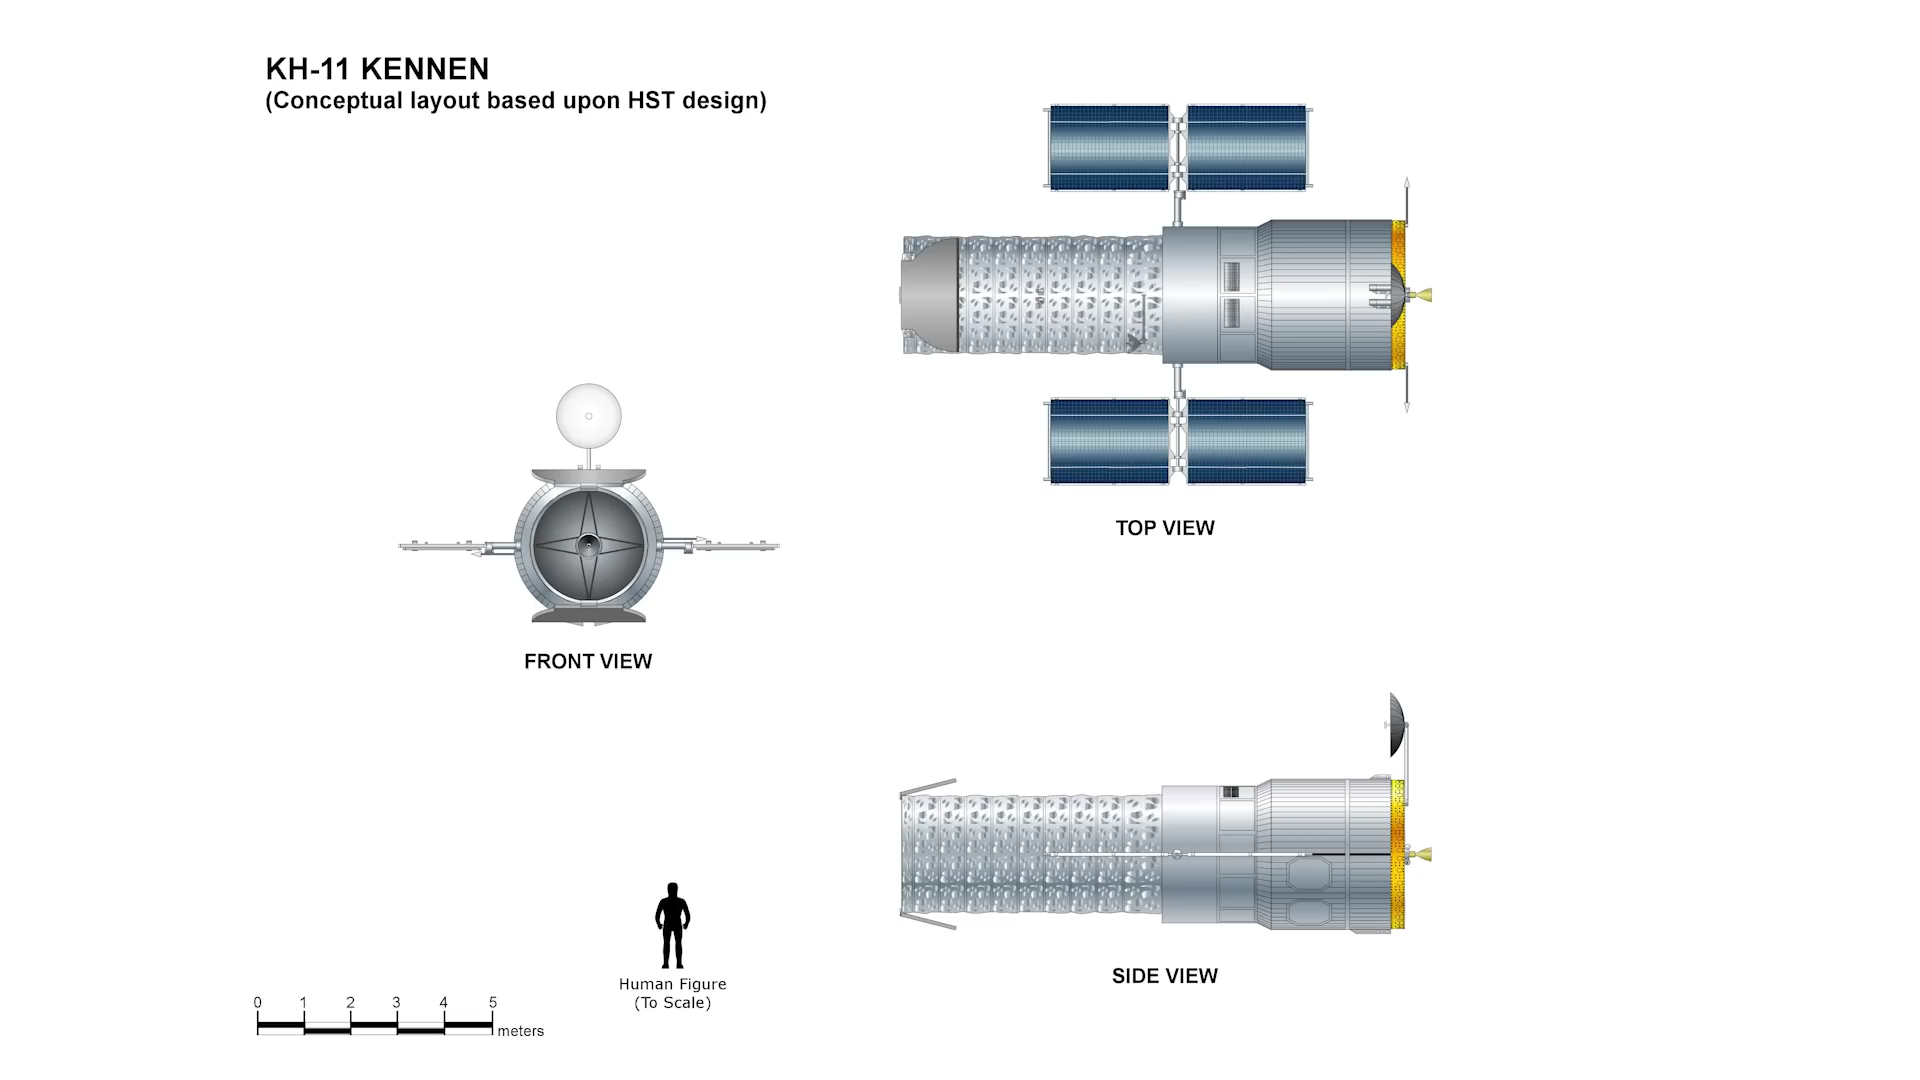 KH-11 KENNEN
(Conceptual layout based upon HST design)
TOP VIEW
FRONT VIEW
SIDE VIEW
Human Figure
(To Scale)
0 1 2 3 4 5
meters